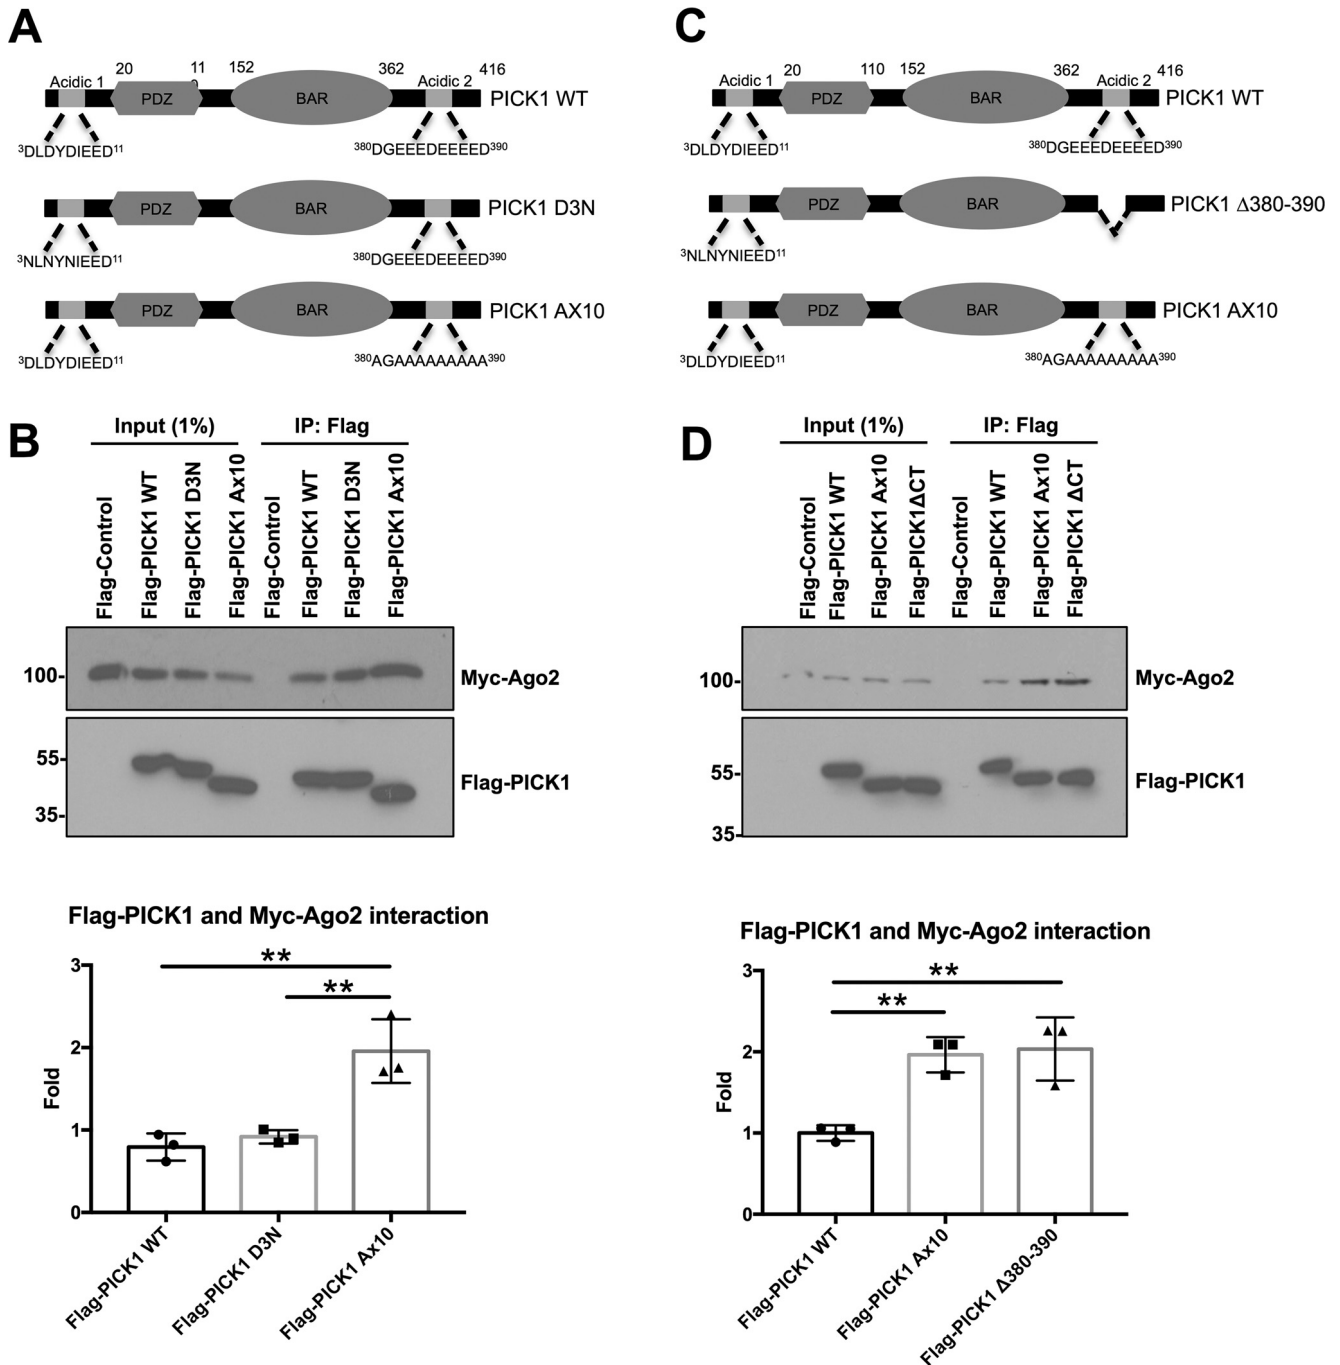 A
20 11 152 362 416
Acidic 1 9 Acidic 2
PDZ BAR PICK1 WT
³DLDYDIEED¹¹ ³⁸⁰DGEEEDEEEED³⁹⁰
PDZ BAR PICK1 D3N
³NLNYNIEED¹¹ ³⁸⁰DGEEEDEEEED³⁹⁰
PDZ BAR PICK1 AX10
³DLDYDIEED¹¹ ³⁸⁰AGAAAAAAAAA³⁹⁰
C
20 110 152 362 416
Acidic 1 Acidic 2
PDZ BAR PICK1 WT
³DLDYDIEED¹¹ ³⁸⁰DGEEEDEEEED³⁹⁰
PDZ BAR PICK1 Δ380-390
³NLNYNIEED¹¹
PDZ BAR PICK1 AX10
³DLDYDIEED¹¹ ³⁸⁰AGAAAAAAAAA³⁹⁰
B
Input (1%) IP: Flag
Flag-Control
Flag-PICK1 WT
Flag-PICK1 D3N
Flag-PICK1 Ax10
Flag-Control
Flag-PICK1 WT
Flag-PICK1 D3N
Flag-PICK1 Ax10
100- Myc-Ago2
55-
Flag-PICK1
35-
Flag-PICK1 and Myc-Ago2 interaction
3
**
**
2
Fold
1
0
Flag-PICK1 WT
Flag-PICK1 D3N
Flag-PICK1 Ax10
D
Input (1%) IP: Flag
Flag-Control
Flag-PICK1 WT
Flag-PICK1 Ax10
Flag-PICK1ΔCT
Flag-Control
Flag-PICK1 WT
Flag-PICK1 Ax10
Flag-PICK1 ΔCT
100- Myc-Ago2
55- Flag-PICK1
35-
Flag-PICK1 and Myc-Ago2 interaction
3
**
**
2
Fold
1
0
Flag-PICK1 WT
Flag-PICK1 Ax10
Flag-PICK1 Δ380-390